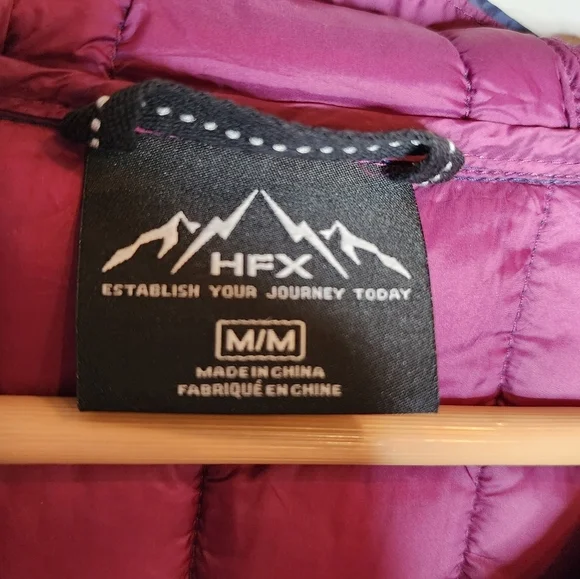 HFX
ESTABLISH YOUR JOURNEY TODAY
M/M
MADE IN CHINA
FABRIQUÉ EN CHINE